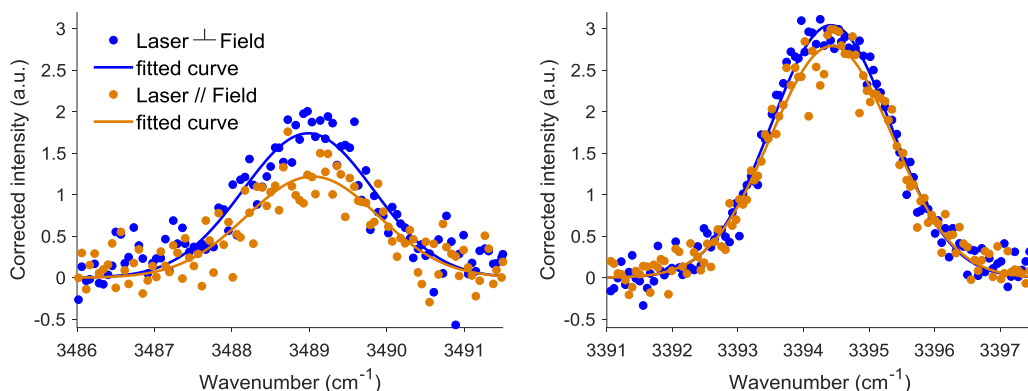 Corrected intensity (a.u.)
3
2.5
2
1.5
1
0.5
0
-0.5
Laser ⊥ Field
fitted curve
Laser // Field
fitted curve
3486 3487 3488 3489 3490 3491
Wavenumber (cm-1)
Corrected intensity (a.u.)
3
2.5
2
1.5
1
0.5
0
-0.5
3391 3392 3393 3394 3395 3396 3397
Wavenumber (cm-1)